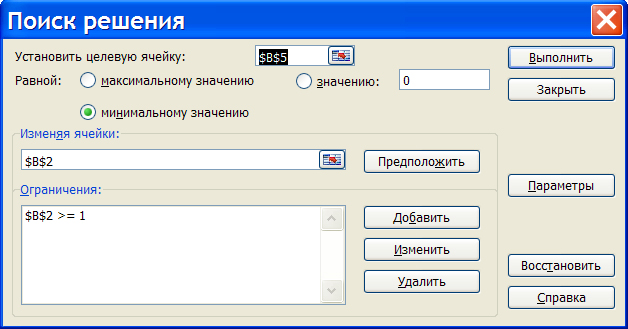 Поиск решения
Установить целевую ячейку: $B$5 Выполнить
Равной: максимальному значению значению: 0 Закрыть
минимальному значению
Изменяя ячейки:
$B$2 Предположить
Ограничения: Параметры
$B$2 >= 1 Добавить
Изменить
Восстановить
Удалить
Справка